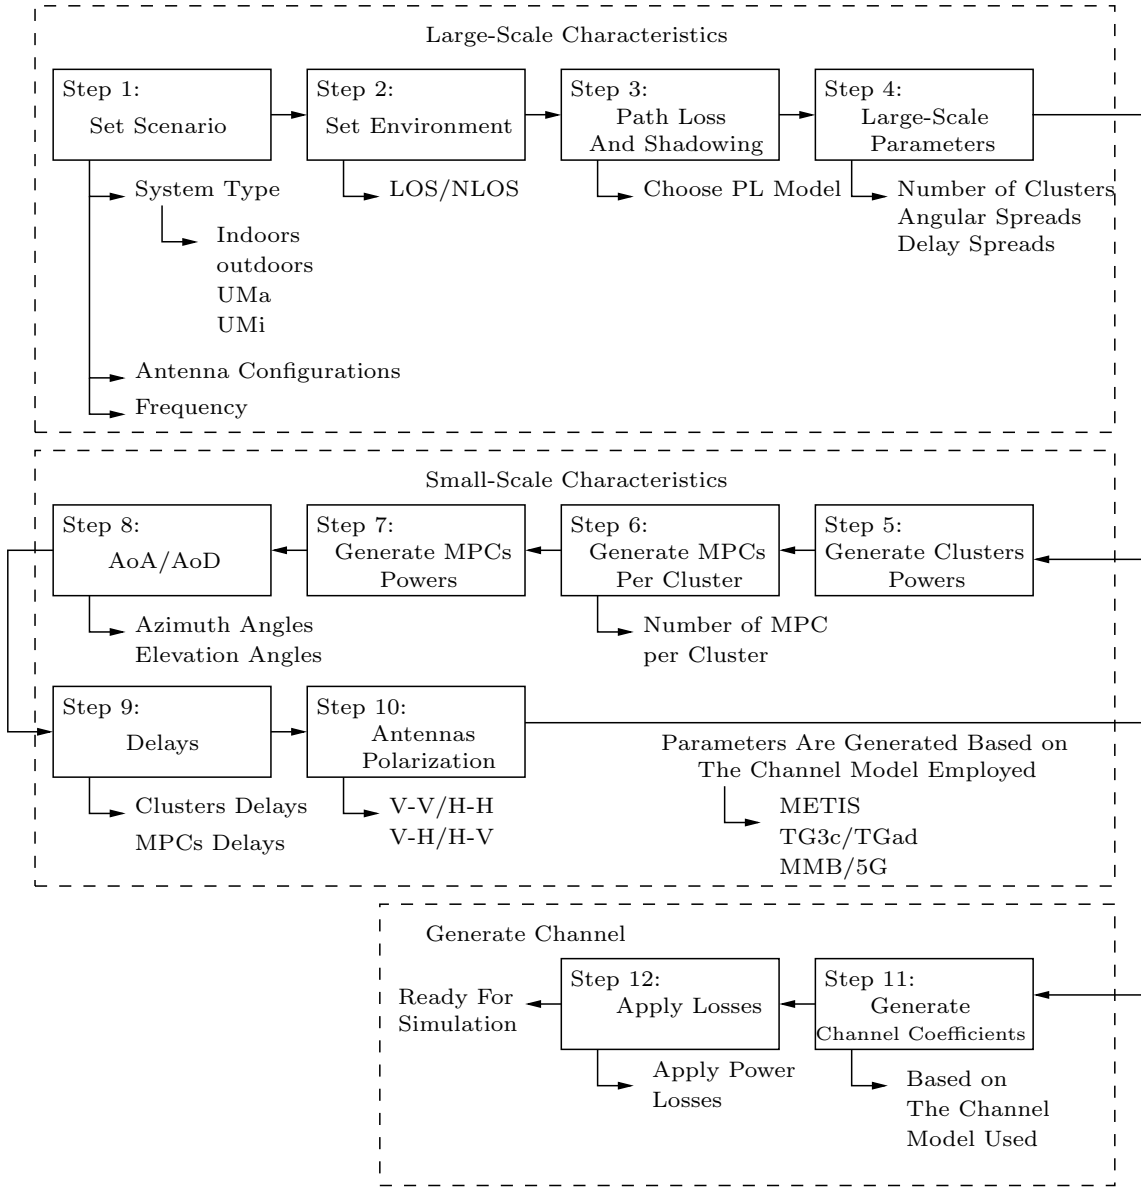 Large-Scale Characteristics
Step 1:
Set Scenario
Step 2:
Set Environment
Step 3:
Path Loss
And Shadowing
Step 4:
Large-Scale
Parameters
System Type
Indoors
outdoors
UMa
UMi
Antenna Configurations
Frequency
LOS/NLOS
Choose PL Model
Number of Clusters
Angular Spreads
Delay Spreads
Small-Scale Characteristics
Step 8:
AoA/AoD
Step 7:
Generate MPCs
Powers
Step 6:
Generate MPCs
Per Cluster
Step 5:
Generate Clusters
Powers
Azimuth Angles
Elevation Angles
Number of MPC
per Cluster
Step 9:
Delays
Step 10:
Antennas
Polarization
Clusters Delays
MPCs Delays
V-V/H-H
V-H/H-V
Parameters Are Generated Based on
The Channel Model Employed
METIS
TG3c/TGad
MMB/5G
Generate Channel
Ready For
Simulation
Step 12:
Apply Losses
Step 11:
Generate
Channel Coefficients
Apply Power
Losses
Based on
The Channel
Model Used